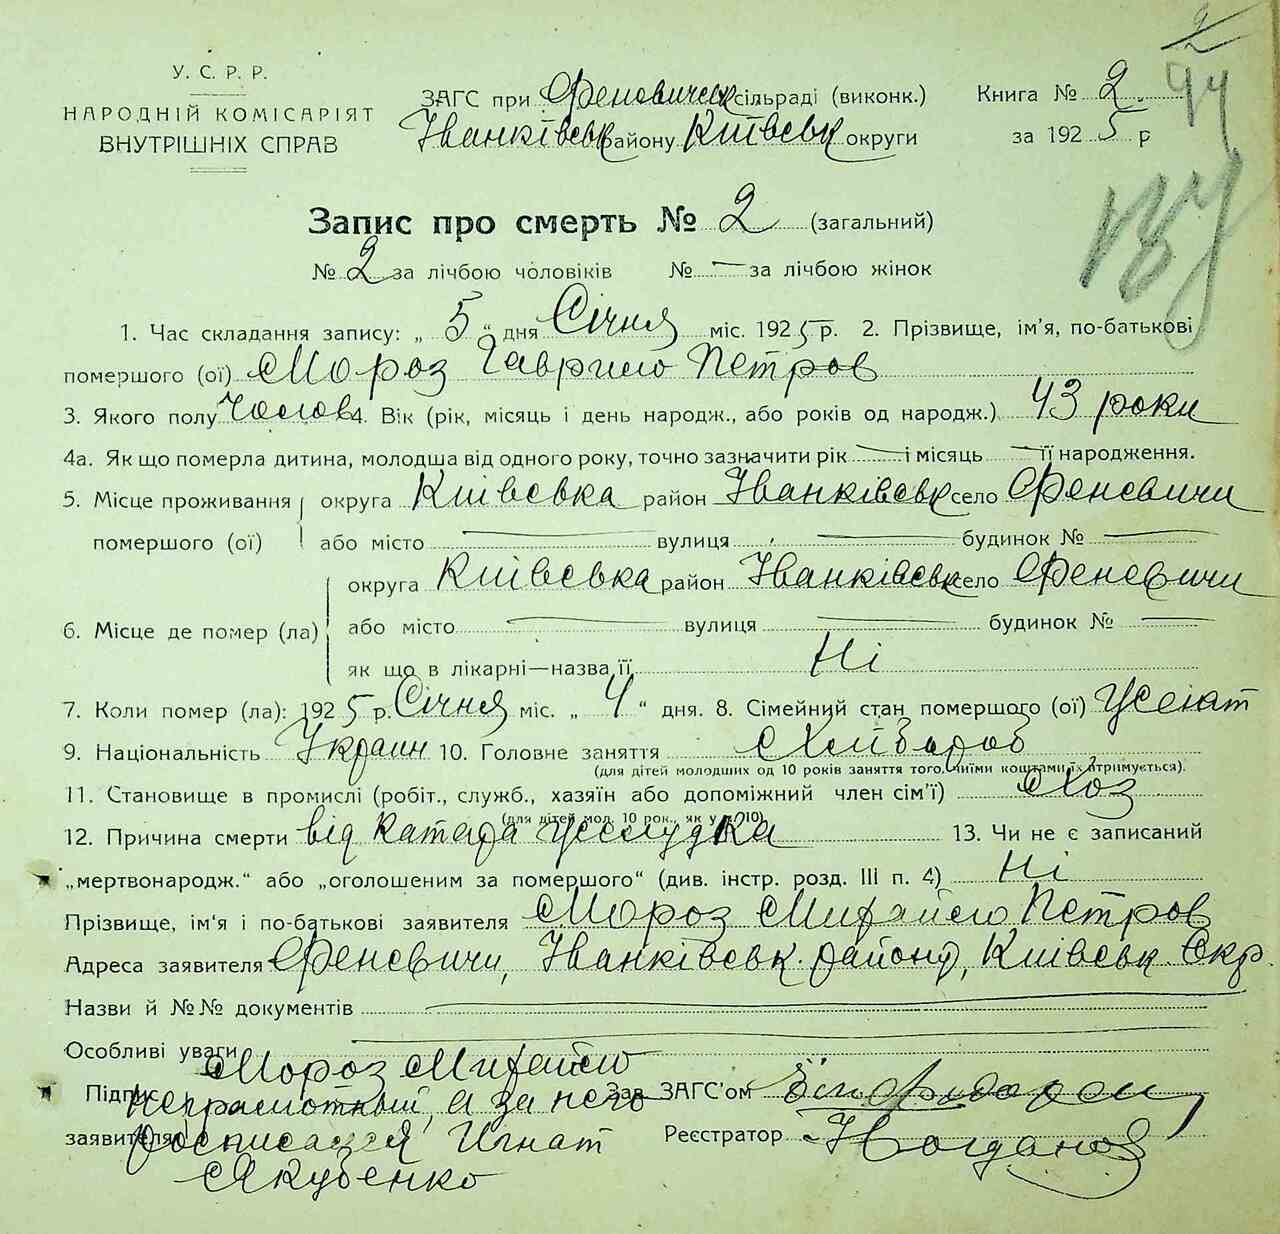 У. С. Р. Р.
НАРОДНІЙ КОМІСАРІЯТ
ВНУТРІШНІХ СПРАВ
ЗАГС при Феневичськ сільраді (виконк.)
Іванківськ району Київськ округи
Книга № 2.
за 1925 р
Запис про смерть № 2 (загальний)
№ 2 за лічбою чоловіків № — за лічбою жінок
1. Час складання запису: „ 5 “ дня Січня міс. 1925 р. 2. Прізвище, ім'я, по-батькові
помершого (ої) Мороз Гаврило Петров
3. Якого полу Чолов 4. Вік (рік, місяць і день народж., або років од народж.) 43 роки
4а. Як що померла дитина, молодша від одного року, точно зазначити рік — і місяць — її народження.
5. Місце проживання помершого (ої) округа Київська район Іванківськ село Феневичи
або місто — вулиця — будинок № —
6. Місце де помер (ла) округа Київська район Іванківськ село Феневичи
або місто — вулиця — будинок № —
як що в лікарні—назва її Ні
7. Коли помер (ла): 1925 р. Січня міс. „ 4 “ дня. 8. Сімейний стан помершого (ої)
9. Національність Украин 10. Головне заняття Хлібороб
(для дітей молодших од 10 років заняття того, чиїми коштами їх утримується).
11. Становище в промислі (робіт., служб., хазяїн або допоміжний член сім'ї) Хоз
(для дітей мод. 10 рок., як у п. 10)
12. Причина смерти від Катара 13. Чи не є записаний
„мертвонародж.“ або „оголошеним за помершого“ (див. інстр. розд. III п. 4) Ні
Прізвище, ім'я і по-батькові заявителя Мороз Михайло Петров
Адреса заявителя Феневичи, Іванківськ. району, Київськ. Окр.
Назви й №№ документів —
Особливі уваги —
Підпис заявителя Мороз Михайло
Неграмотный, а за него
росписался Игнат
Якубенко
Зав. ЗАГС'ом
Реєстратор Богданов